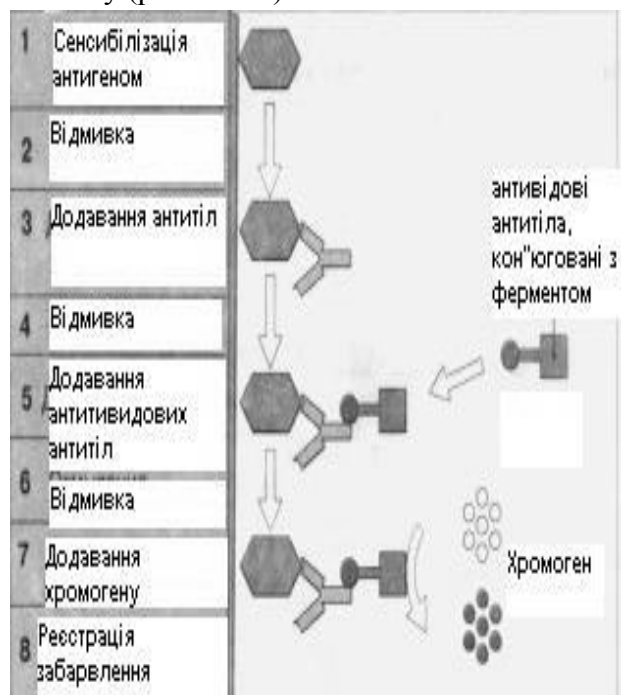 1 Сенсибілізація
антигеном
2 Відмивка
3 Додавання антитіл
4 Відмивка
5 Додавання
антитивидових
антитіл
6 Відмивка
7 Додавання
хромогену
8 Реєстрація
забарвлення
антивідові
антитіла,
кон"юговані з
ферментом
Хромоген